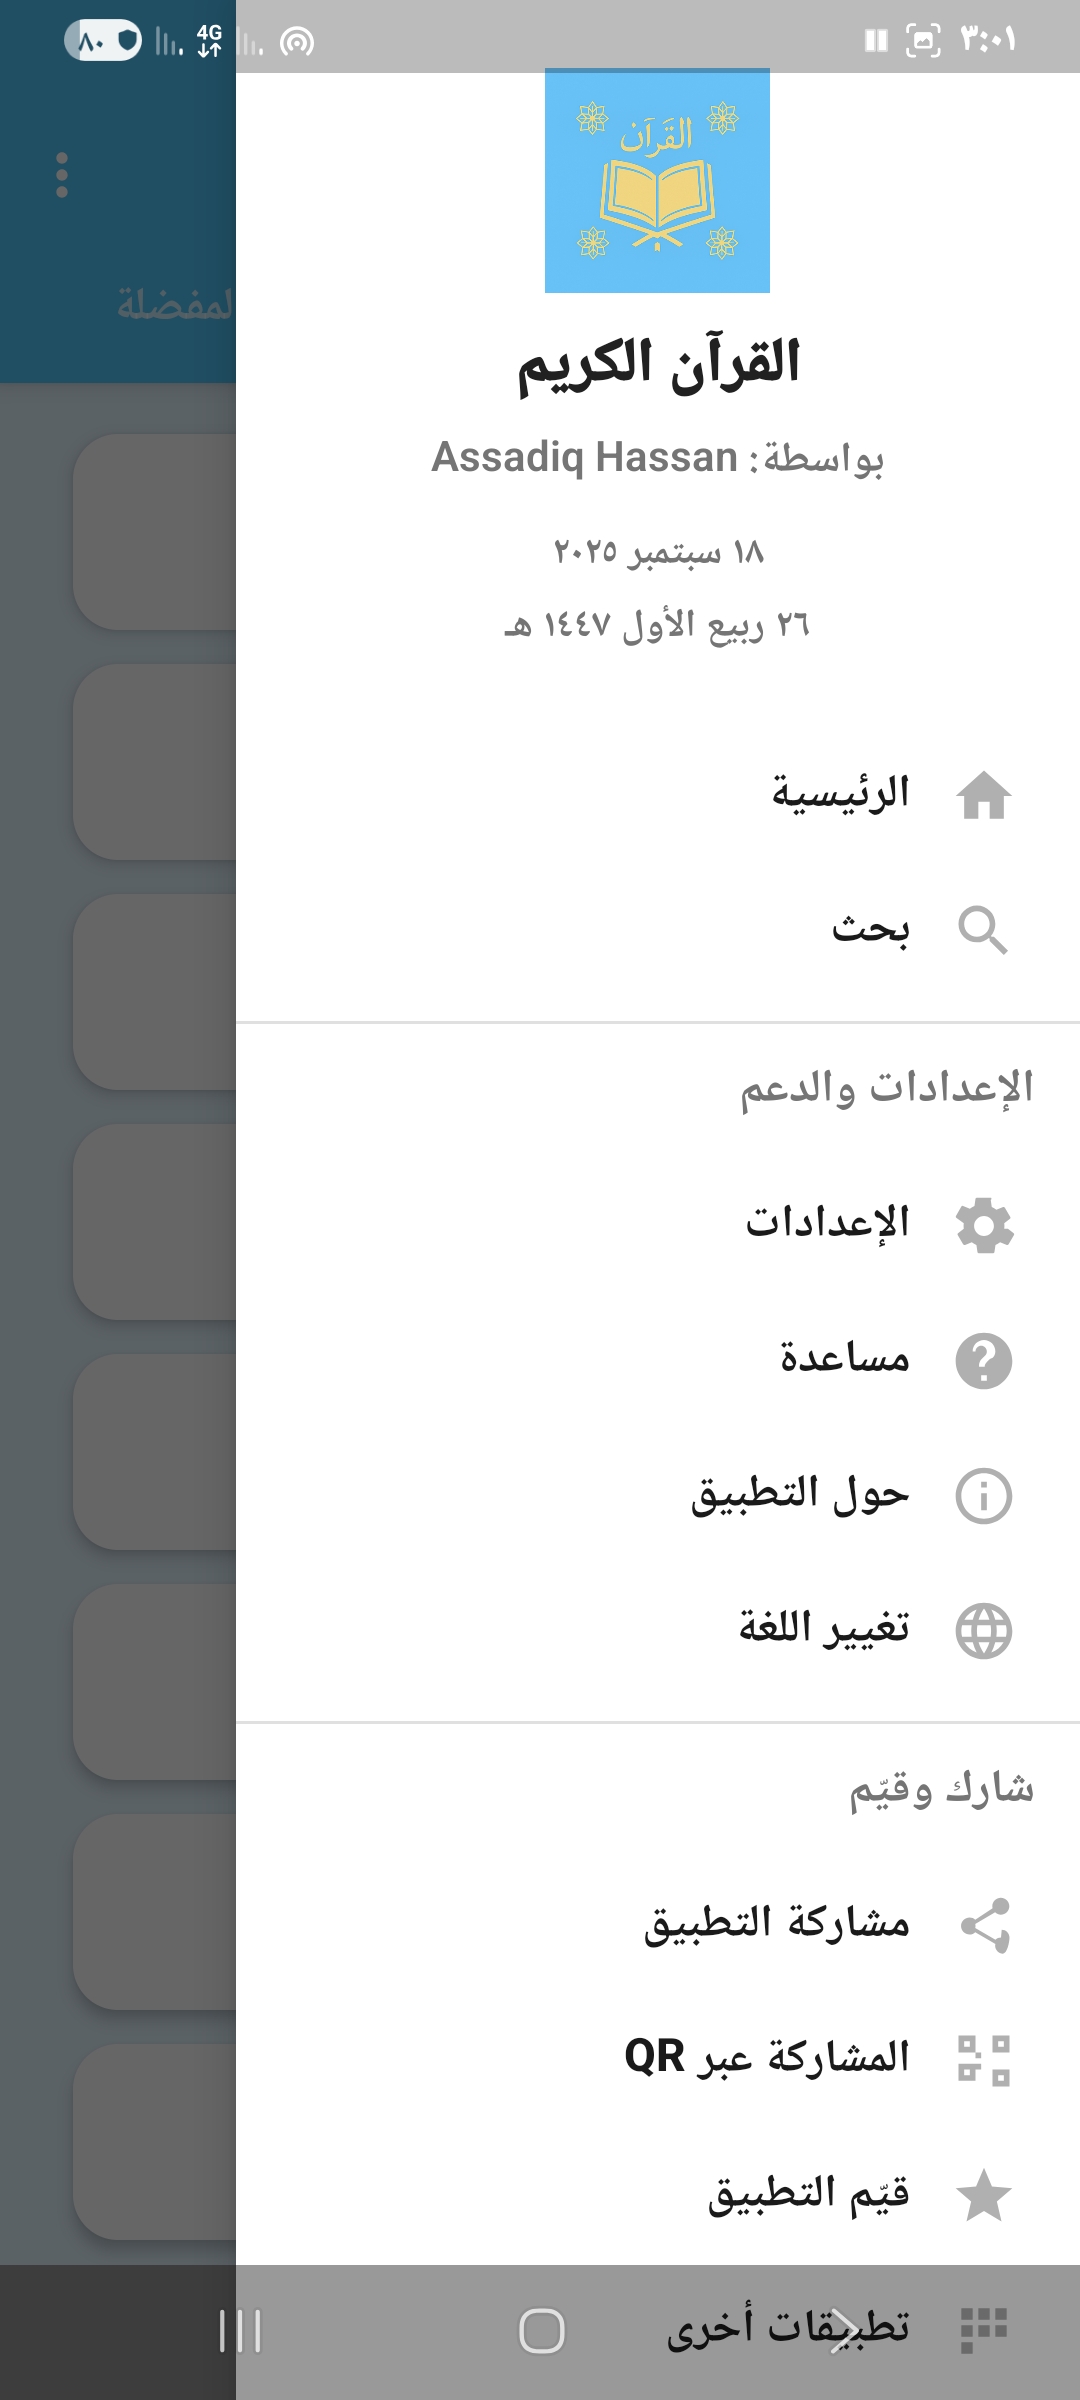 ٣:٠١
4G
٨٠
القرآن
القرآن الكريم
بواسطة: Assadiq Hassan
١٨ سبتمبر ٢٠٢٥
٢٦ ربيع الأول ١٤٤٧ هـ
لمفضلة
الرئيسية
بحث
الإعدادات والدعم
الإعدادات
مساعدة
حول التطبيق
تغيير اللغة
شارك وقيّم
مشاركة التطبيق
المشاركة عبر QR
قيّم التطبيق
تطبيقات أخرى